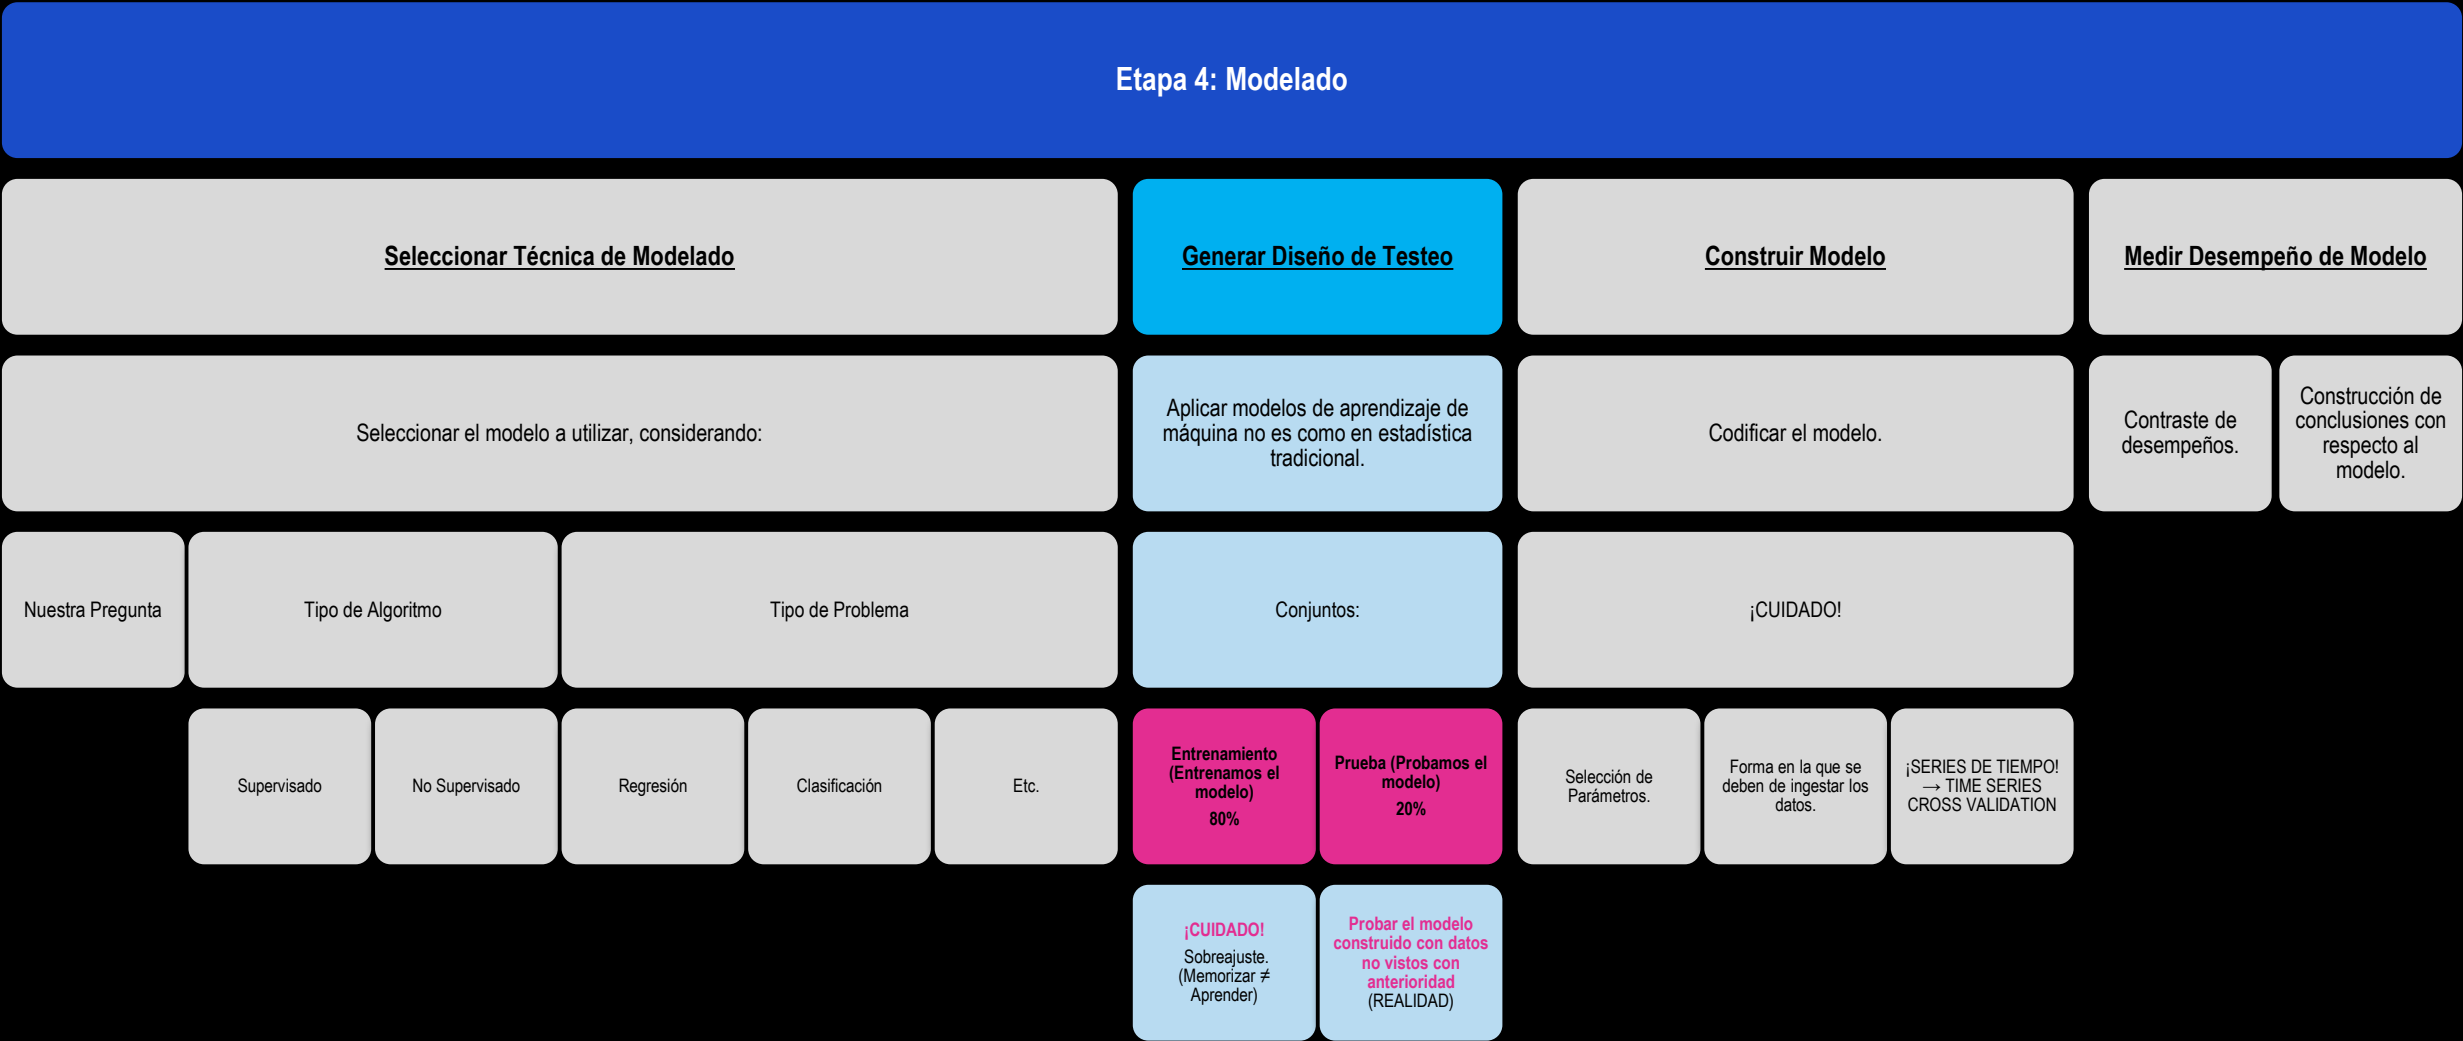 Etapa 4: Modelado
Seleccionar Técnica de Modelado
Generar Diseño de Testeo
Construir Modelo
Medir Desempeño de Modelo
Seleccionar el modelo a utilizar, considerando:
Aplicar modelos de aprendizaje de
máquina no es como en estadística
tradicional.
Codificar el modelo.
Contraste de
desempeños.
Construcción de
conclusiones con
respecto al
modelo.
Nuestra Pregunta
Tipo de Algoritmo
Tipo de Problema
Conjuntos:
¡CUIDADO!
Supervisado
No Supervisado
Regresión
Clasificación
Etc.
Entrenamiento
(Entrenamos el
modelo)
80%
Prueba (Probamos el
modelo)
20%
Selección de
Parámetros.
Forma en la que se
deben de ingestar los
datos.
¡SERIES DE TIEMPO!
→ TIME SERIES
CROSS VALIDATION
¡CUIDADO!
Sobreajuste.
(Memorizar ≠
Aprender)
Probar el modelo
construido con datos
no vistos con
anterioridad
(REALIDAD)